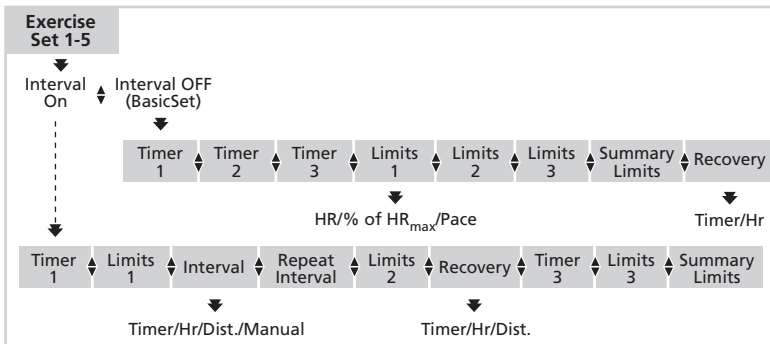 Exercise
Set 1-5
Interval
On
Interval OFF
(BasicSet)
Timer
1
Timer
2
Timer
3
Limits
1
Limits
2
Limits
3
Summary
Limits
Recovery
HR/% of HRmax/Pace
Timer/Hr
Timer
1
Limits
1
Interval
Repeat
Interval
Limits
2
Recovery
Timer
3
Limits
3
Summary
Limits
Timer/Hr/Dist./Manual
Timer/Hr/Dist.